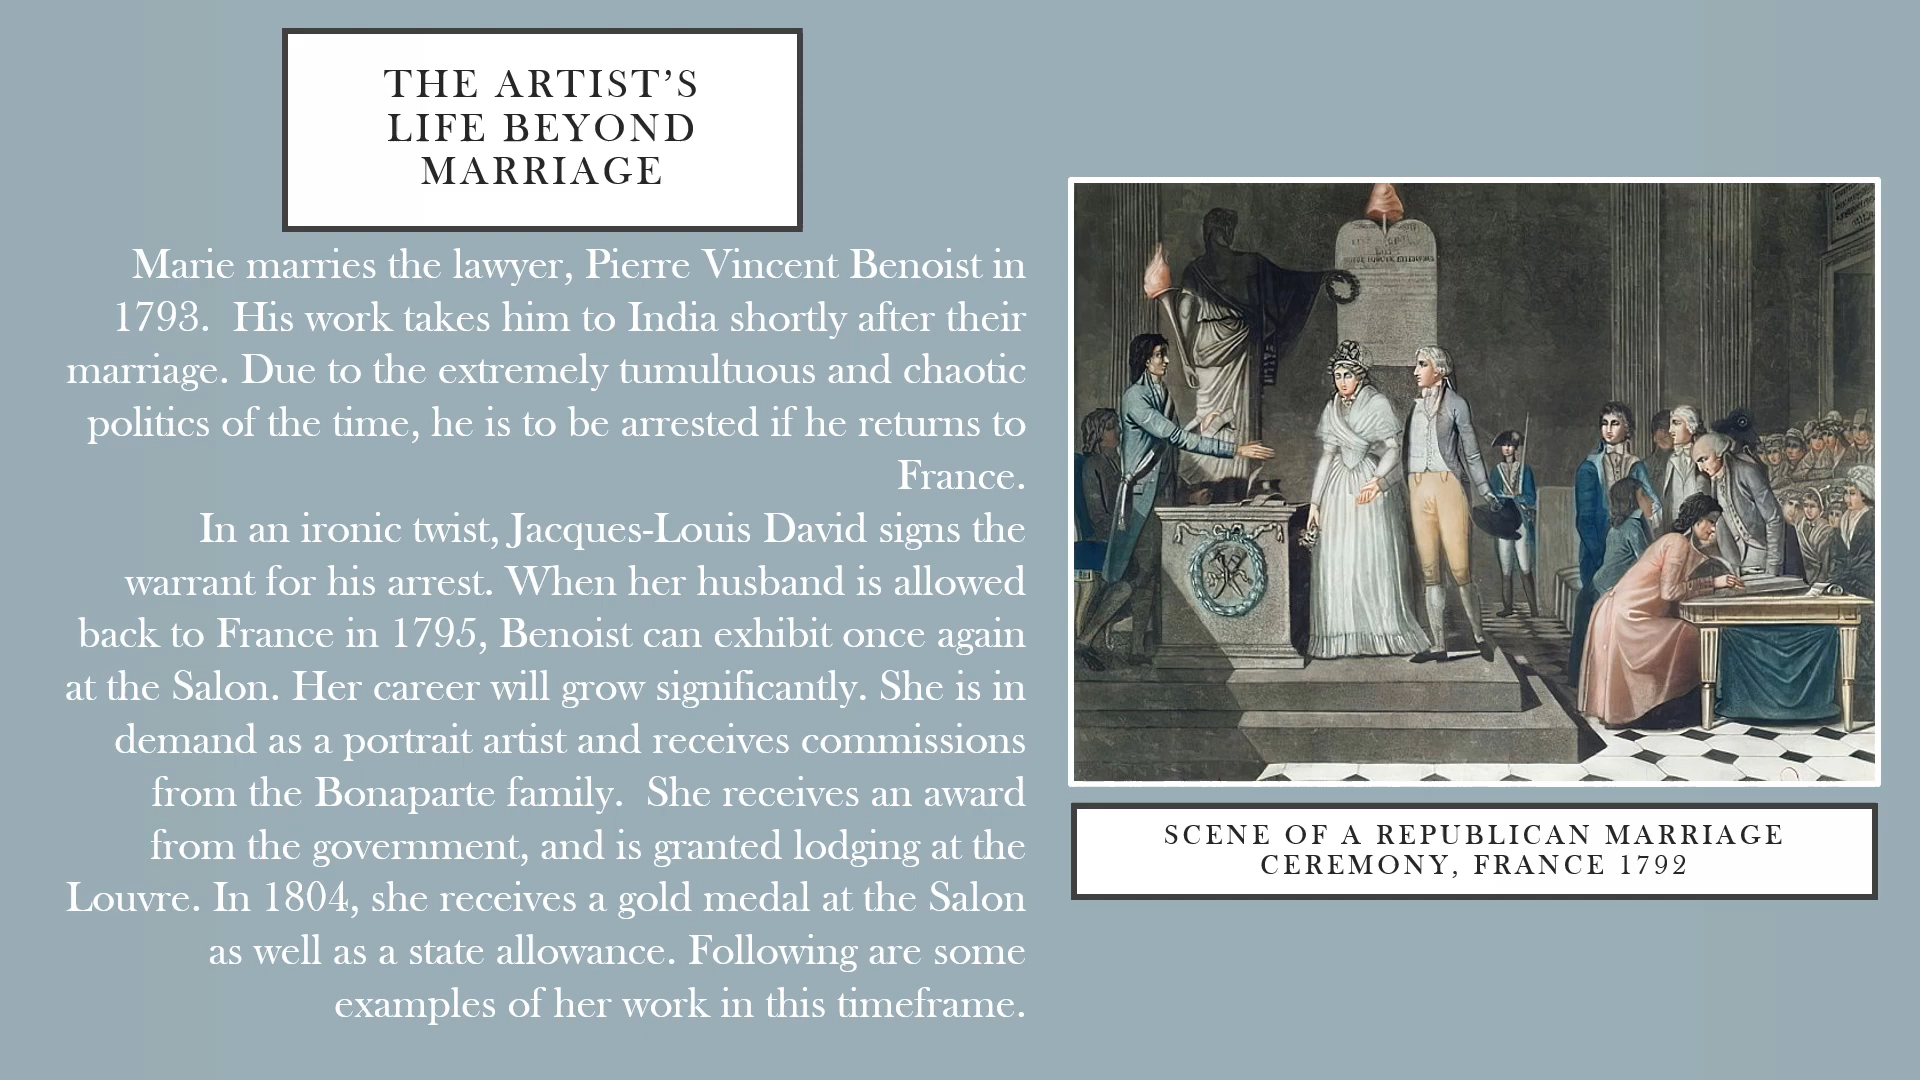 THE ARTIST’S
LIFE BEYOND
MARRIAGE
Marie marries the lawyer, Pierre Vincent Benoist in
1793.  His work takes him to India shortly after their
marriage. Due to the extremely tumultuous and chaotic
politics of the time, he is to be arrested if he returns to
France.
In an ironic twist, Jacques-Louis David signs the
warrant for his arrest. When her husband is allowed
back to France in 1795, Benoist can exhibit once again
at the Salon. Her career will grow significantly. She is in
demand as a portrait artist and receives commissions
from the Bonaparte family.  She receives an award
from the government, and is granted lodging at the
Louvre. In 1804, she receives a gold medal at the Salon
as well as a state allowance. Following are some
examples of her work in this timeframe.
SCENE OF A REPUBLICAN MARRIAGE
CEREMONY, FRANCE 1792